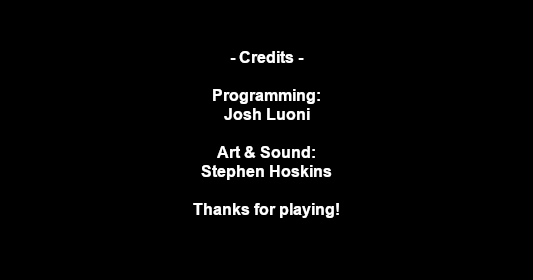 - Credits -
Programming:
Josh Luoni
Art & Sound:
Stephen Hoskins
Thanks for playing!